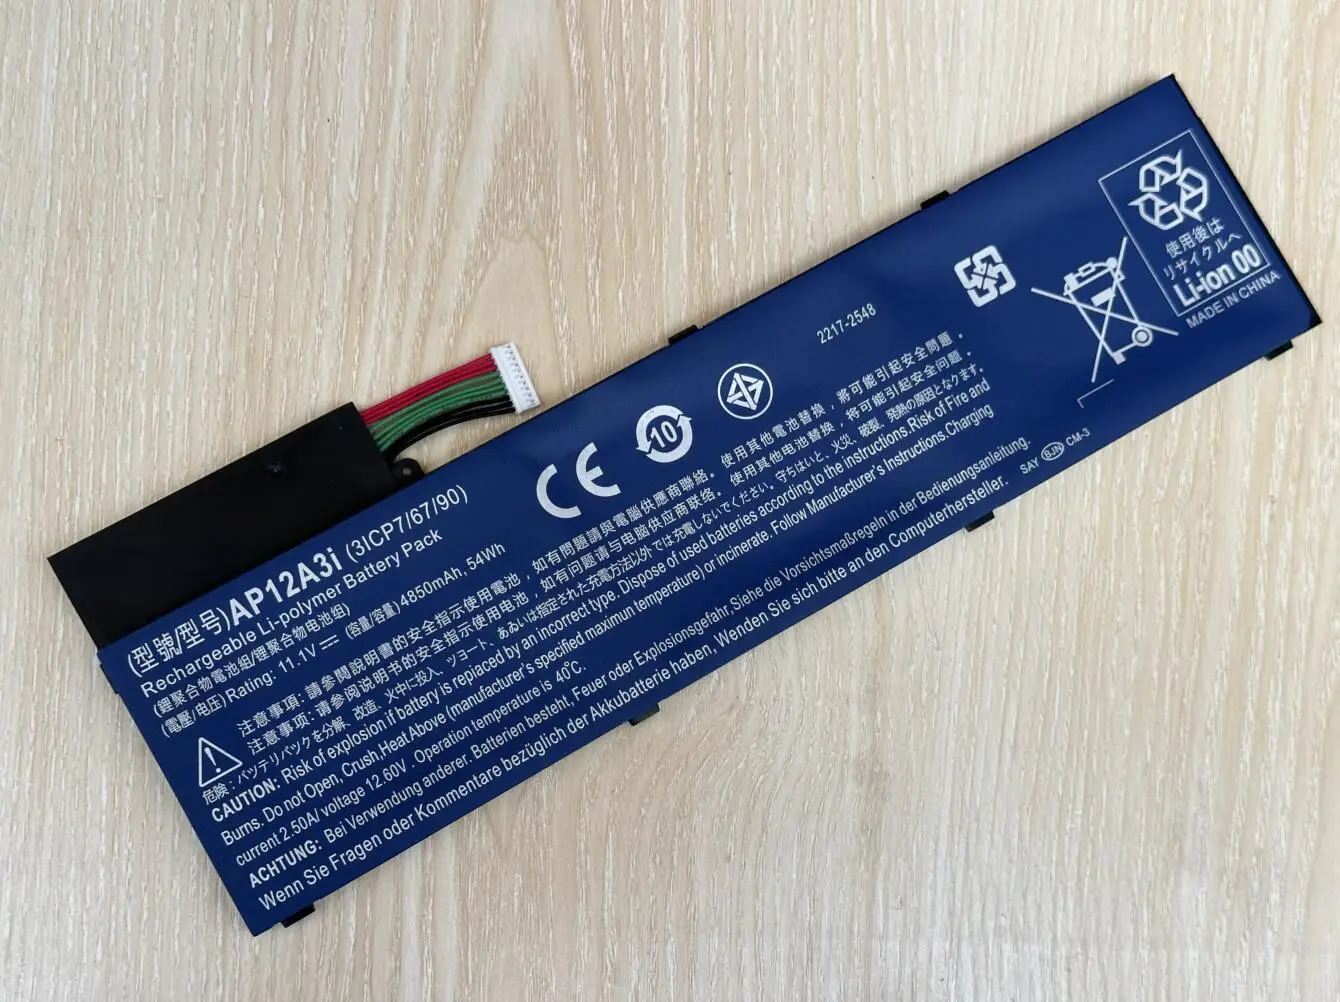 (型號/型号)AP12A3i (3ICP7/67/90)
Rechargeable Li-polymer Battery Pack
(鋰聚合物電池組/锂聚合物电池组)
(電壓/电压) Rating: 11.1V (容量/容量) 4850mAh, 54Wh
注意事項: 請參閱說明書的安全指示使用電池，如有問題請與電腦供應商聯絡。使用其他電池替換，將可能引起安全問題。
注意事项: 请参阅说明书的安全指示使用电池，如有问题请与电脑供应商联络。使用其他电池替换，将可能引起安全问题。
危険：バッテリパックを分解、改造、火中に投入、ショート、あるいは指定された充電方法以外では充電しないでください。守らないと、火災、破裂、発熱の原因となります。
CAUTION: Risk of explosion if battery is replaced by an incorrect type. Dispose of used batteries according to the instructions.Risk of Fire and
Burns. Do not Open, Crush,Heat Above (manufacturer's specified maximun temperature) or incinerate. Follow Manufacturer's Instructions.Charging
current 2.50A/ voltage 12.60V . Operation temperature is 40°C.
ACHTUNG: Bei Verwendung anderer. Batterien besteht, Feuer oder Explosionsgefahr.Siehe die Vorsichtsmaßregeln in der Bedienungsanleitung.
Wenn Sie Fragen oder Kommentare bezüglich der Akkubatterie haben, Wenden Sie sich bitte an den Computerhersteller.
CE
10
2217-2548
SAY BJN CM-3
使用後は
リサイクルへ
Li-ion 00
MADE IN CHINA